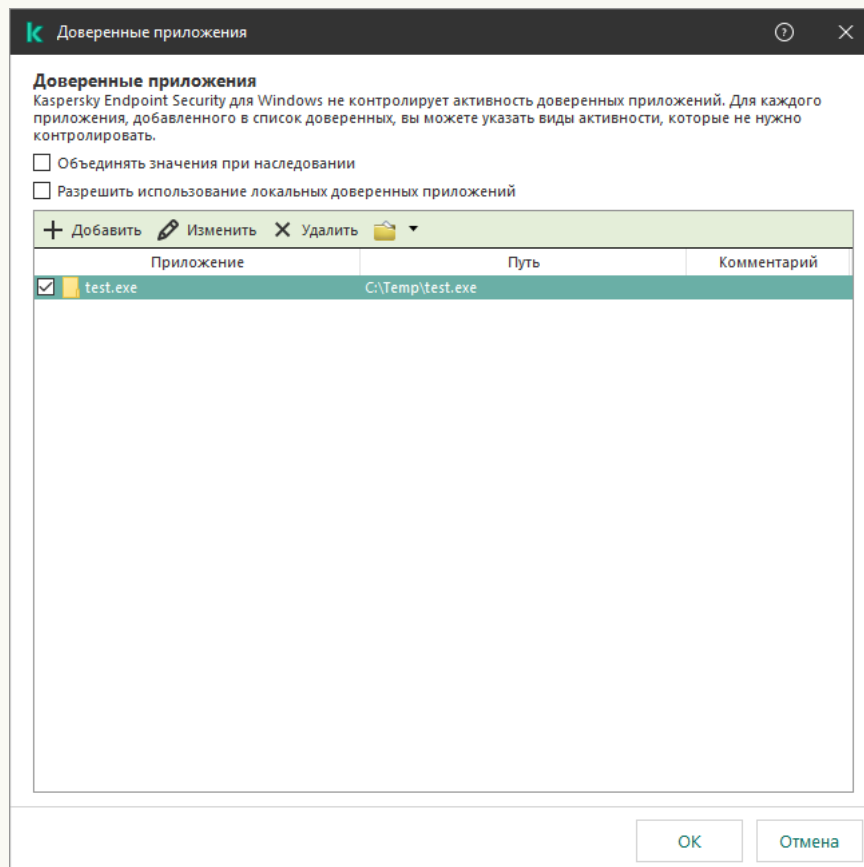 Доверенные приложения
Доверенные приложения
Kaspersky Endpoint Security для Windows не контролирует активность доверенных приложений. Для каждого
приложения, добавленного в список доверенных, вы можете указать виды активности, которые не нужно
контролировать.
Объединять значения при наследовании
Разрешить использование локальных доверенных приложений
Добавить Изменить Удалить
Приложение Путь Комментарий
test.exe C:\Temp\test.exe
ОК Отмена